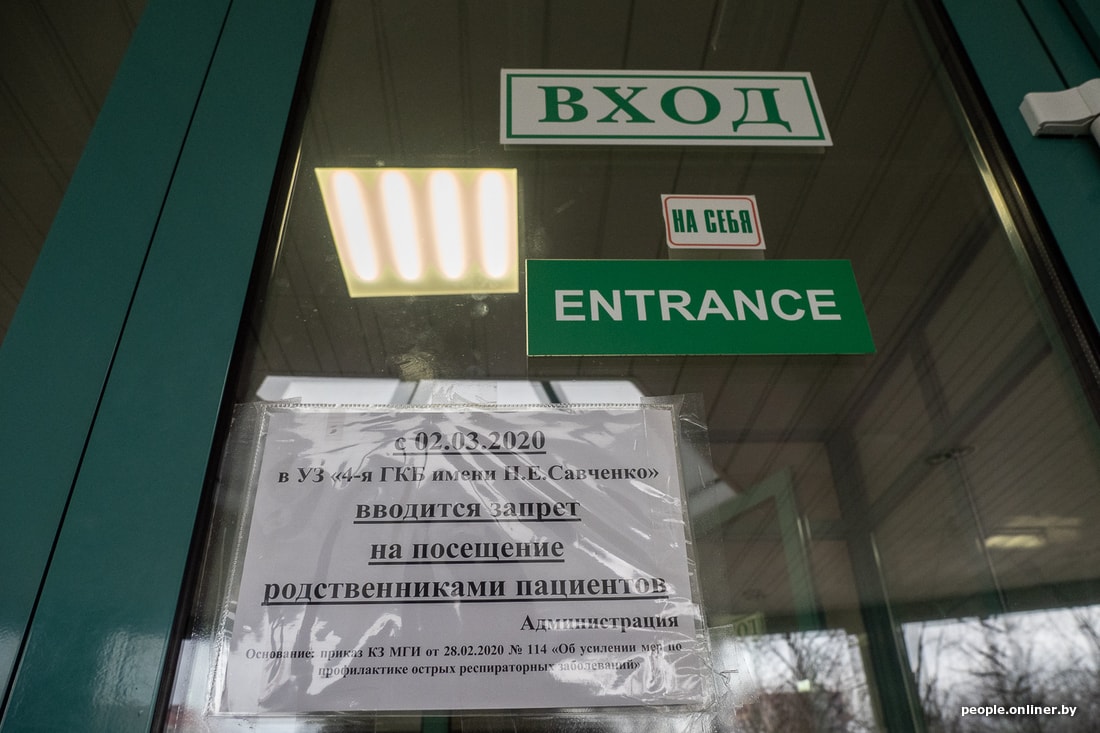 ВХОД
НА СЕБЯ
ENTRANCE
с 02.03.2020
в УЗ «4-я ГКБ имени Н.Е.Савченко»
вводится запрет
на посещение
родственниками пациентов
Администрация
Основание: приказ КЗ МГИ от 28.02.2020 № 114 «Об усилении мер по
профилактике острых респираторных заболеваний»
people.onliner.by